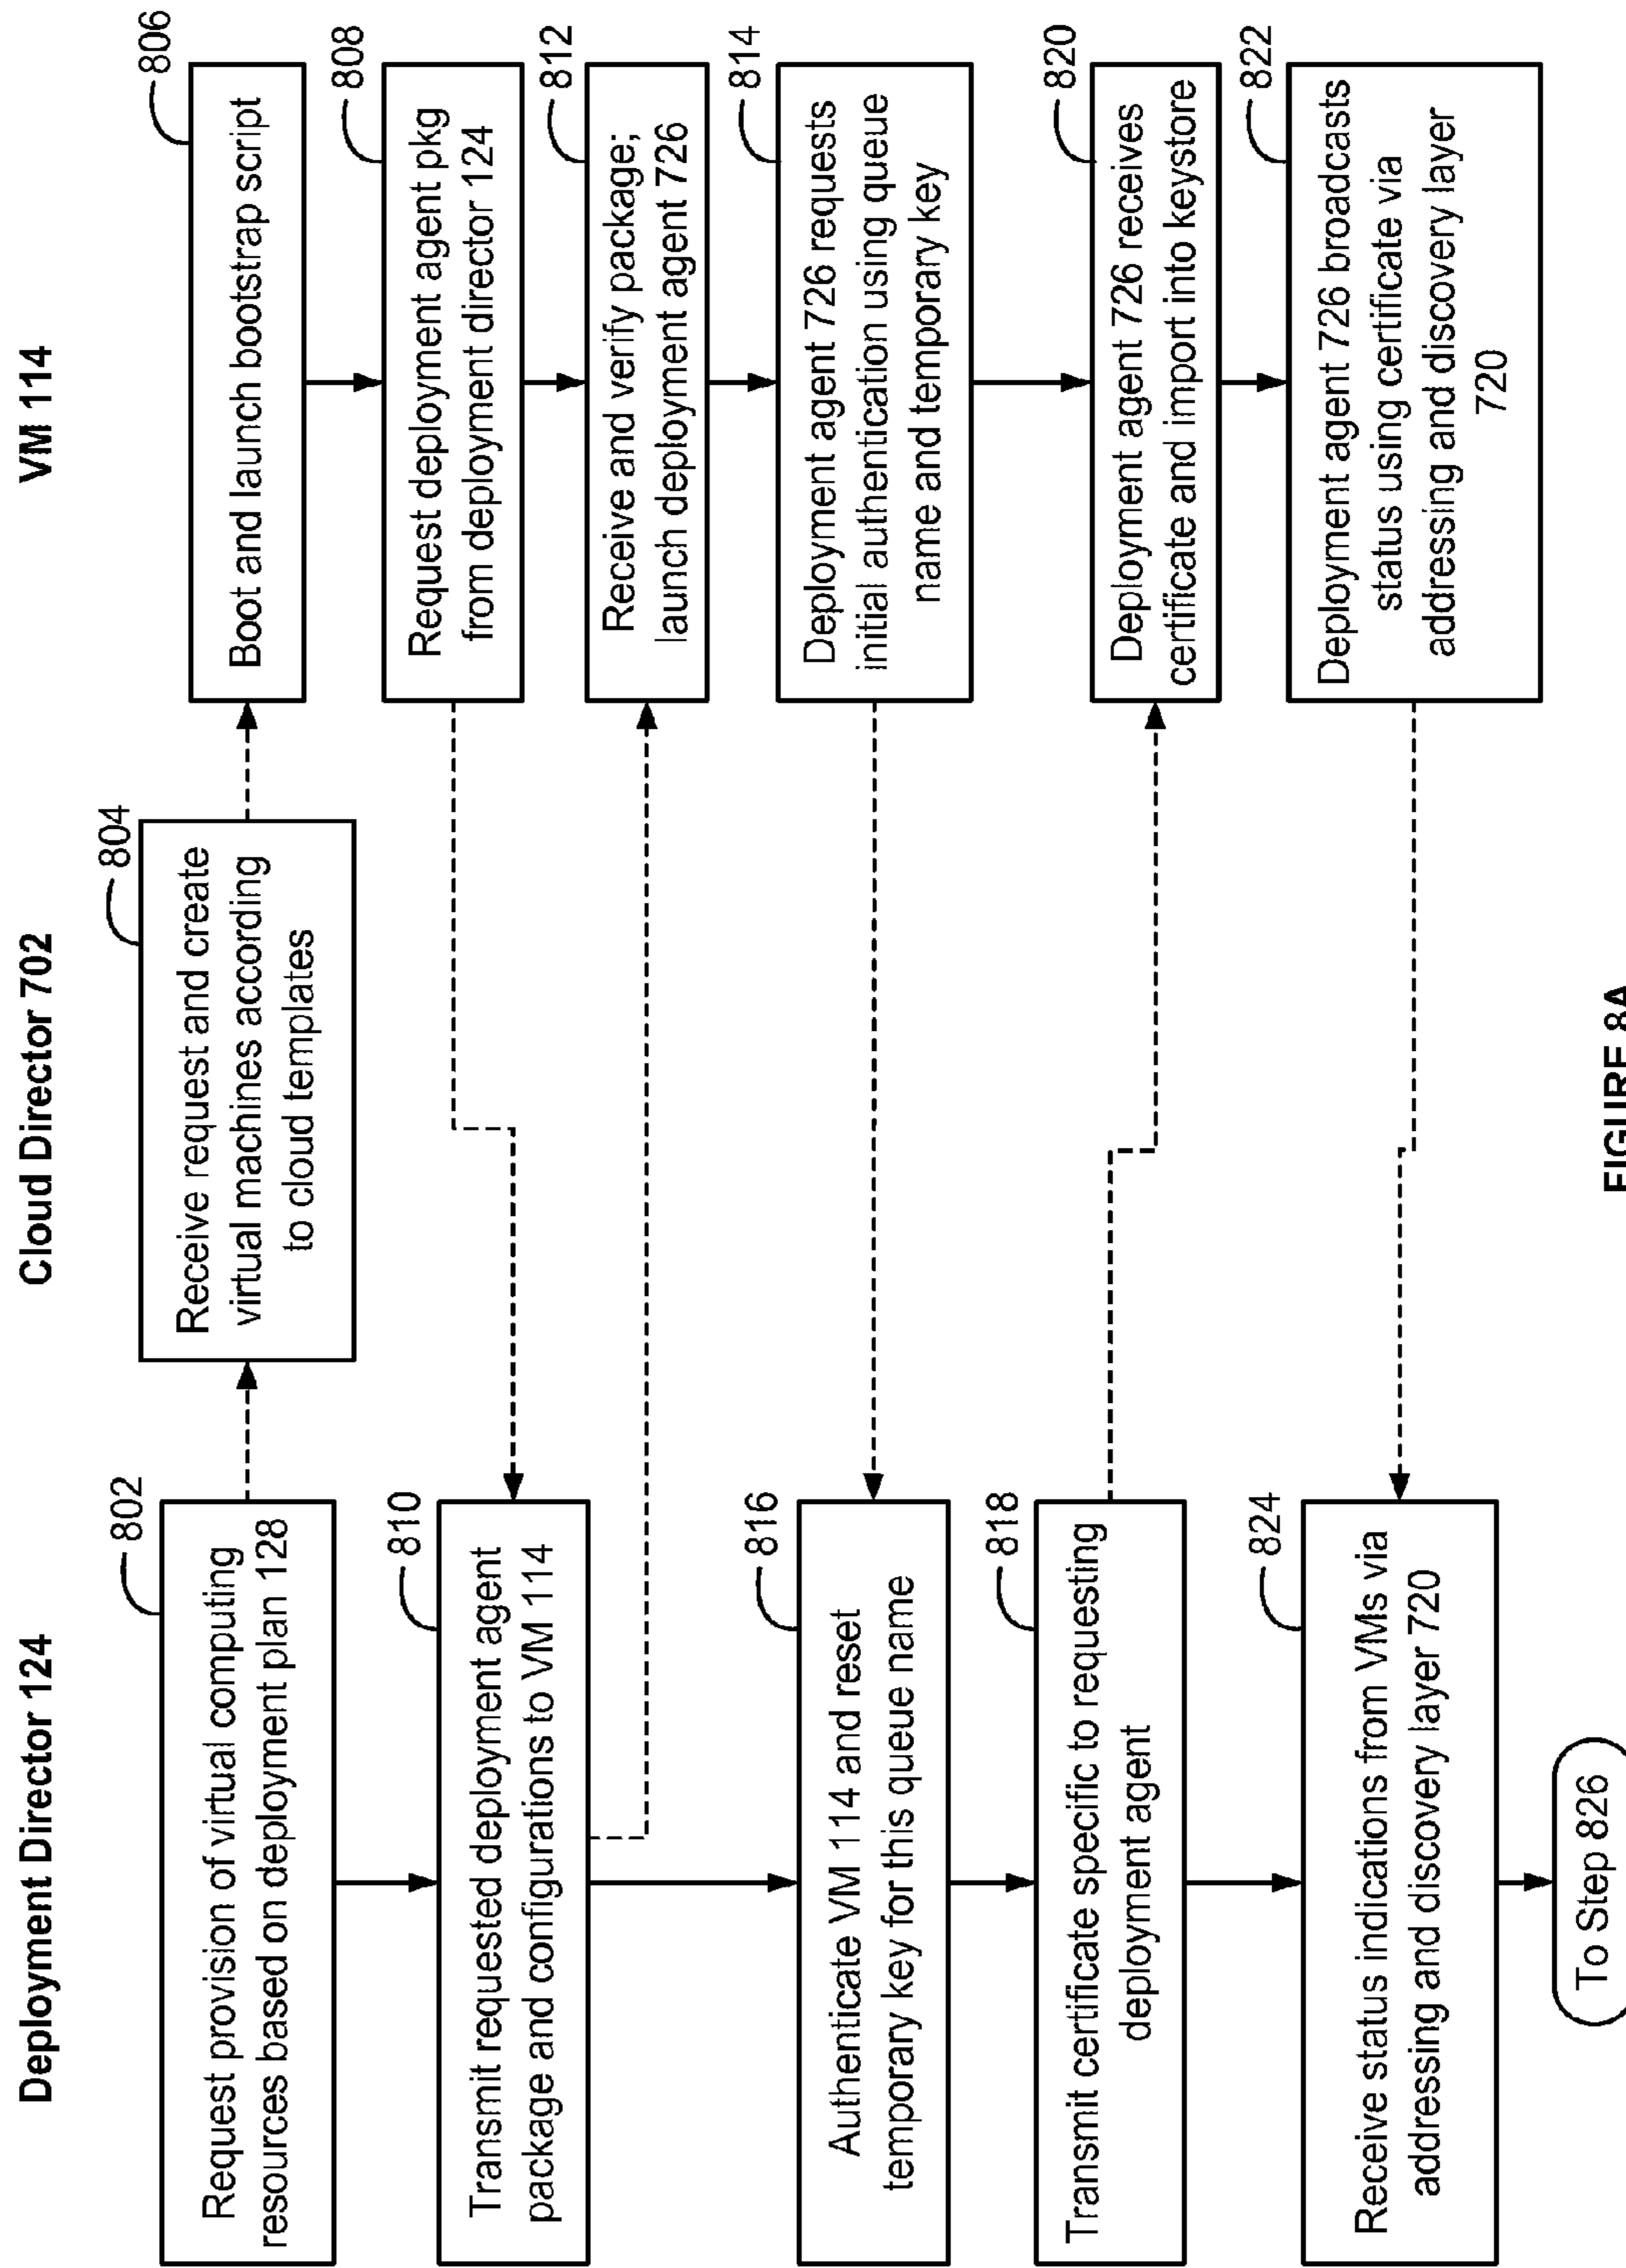 Deployment Director 124
Cloud Director 702
VM 114
802
Request provision of virtual computing
resources based on deployment plan 128
804
Receive request and create
virtual machines according
to cloud templates
806
Boot and launch bootstrap script
808
Request deployment agent pkg
from deployment director 124
810
Transmit requested deployment agent
package and configurations to VM 114
812
Receive and verify package;
launch deployment agent 726
814
Deployment agent 726 requests
initial authentication using queue
name and temporary key
816
Authenticate VM 114 and reset
temporary key for this queue name
818
Transmit certificate specific to requesting
deployment agent
820
Deployment agent 726 receives
certificate and import into keystore
822
Deployment agent 726 broadcasts
status using certificate via
addressing and discovery layer
720
824
Receive status indications from VMs via
addressing and discovery layer 720
To Step 826
FIGURE 8A